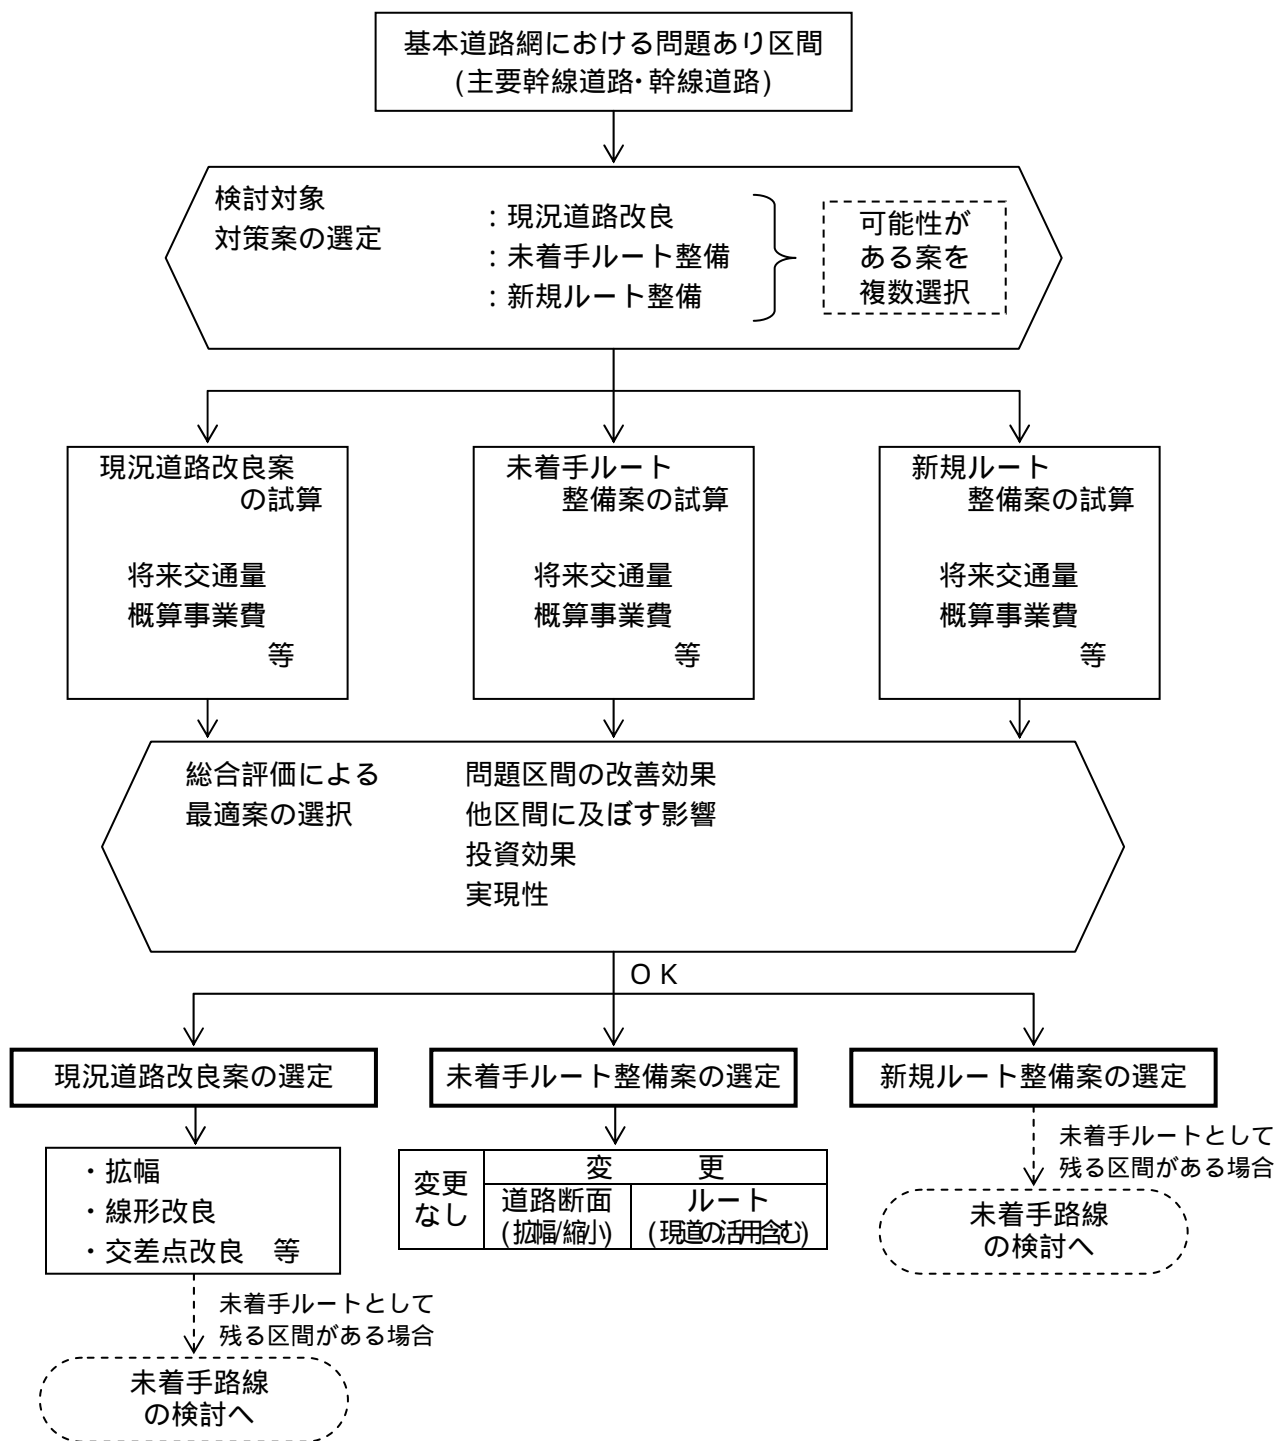 基本道路網における問題あり区間
(主要幹線道路・幹線道路)
検討対象
対策案の選定
：現況道路改良
：未着手ルート整備
：新規ルート整備
可能性が
ある案を
複数選択
現況道路改良案
の試算
将来交通量
概算事業費
等
未着手ルート
整備案の試算
将来交通量
概算事業費
等
新規ルート
整備案の試算
将来交通量
概算事業費
等
総合評価による
最適案の選択
問題区間の改善効果
他区間に及ぼす影響
投資効果
実現性
ＯＫ
現況道路改良案の選定
未着手ルート整備案の選定
新規ルート整備案の選定
・拡幅
・線形改良
・交差点改良　等
変更
なし
変　　　更
道路断面
(拡幅/縮小)
ルート
(現道の活用含む)
未着手ルートとして
残る区間がある場合
未着手路線
の検討へ
未着手ルートとして
残る区間がある場合
未着手路線
の検討へ